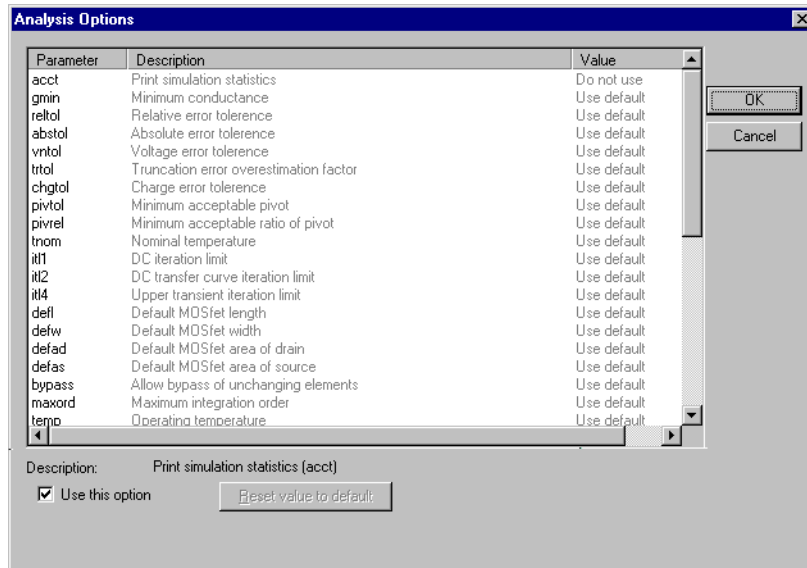 Analysis Options
Parameter Description Value
acct Print simulation statistics Do not use
gmin Minimum conductance Use default
reltol Relative error tolerence Use default
abstol Absolute error tolerence Use default
vntol Voltage error tolerence Use default
trtol Truncation error overestimation factor Use default
chgtol Charge error tolerence Use default
pivtol Minimum acceptable pivot Use default
pivrel Minimum acceptable ratio of pivot Use default
tnom Nominal temperature Use default
itl1 DC iteration limit Use default
itl2 DC transfer curve iteration limit Use default
itl4 Upper transient iteration limit Use default
defl Default MOSfet length Use default
defw Default MOSfet width Use default
defad Default MOSfet area of drain Use default
defas Default MOSfet area of source Use default
bypass Allow bypass of unchanging elements Use default
maxord Maximum integration order Use default
temp Operating temperature Use default
OK
Cancel
Description: Print simulation statistics (acct)
Use this option Reset value to default